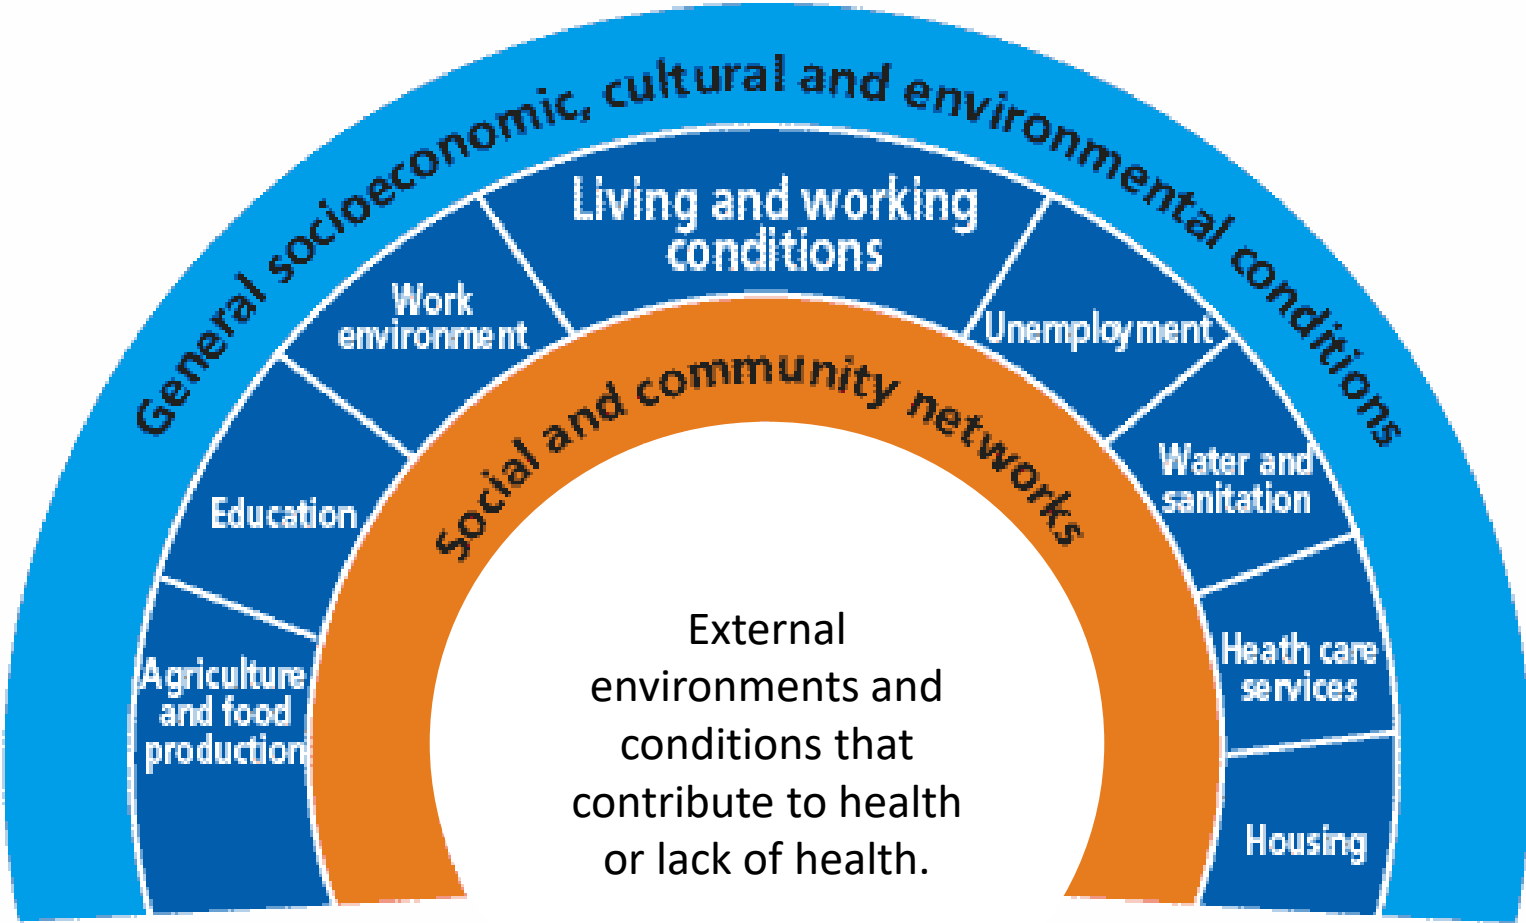 General socioeconomic, cultural and environmental conditions
Living and working
conditions
Work
environment
Unemployment
Education
Water and
sanitation
Agriculture
and food
production
Heath care
services
Housing
Social and community networks
External
environments and
conditions that
contribute to health
or lack of health.